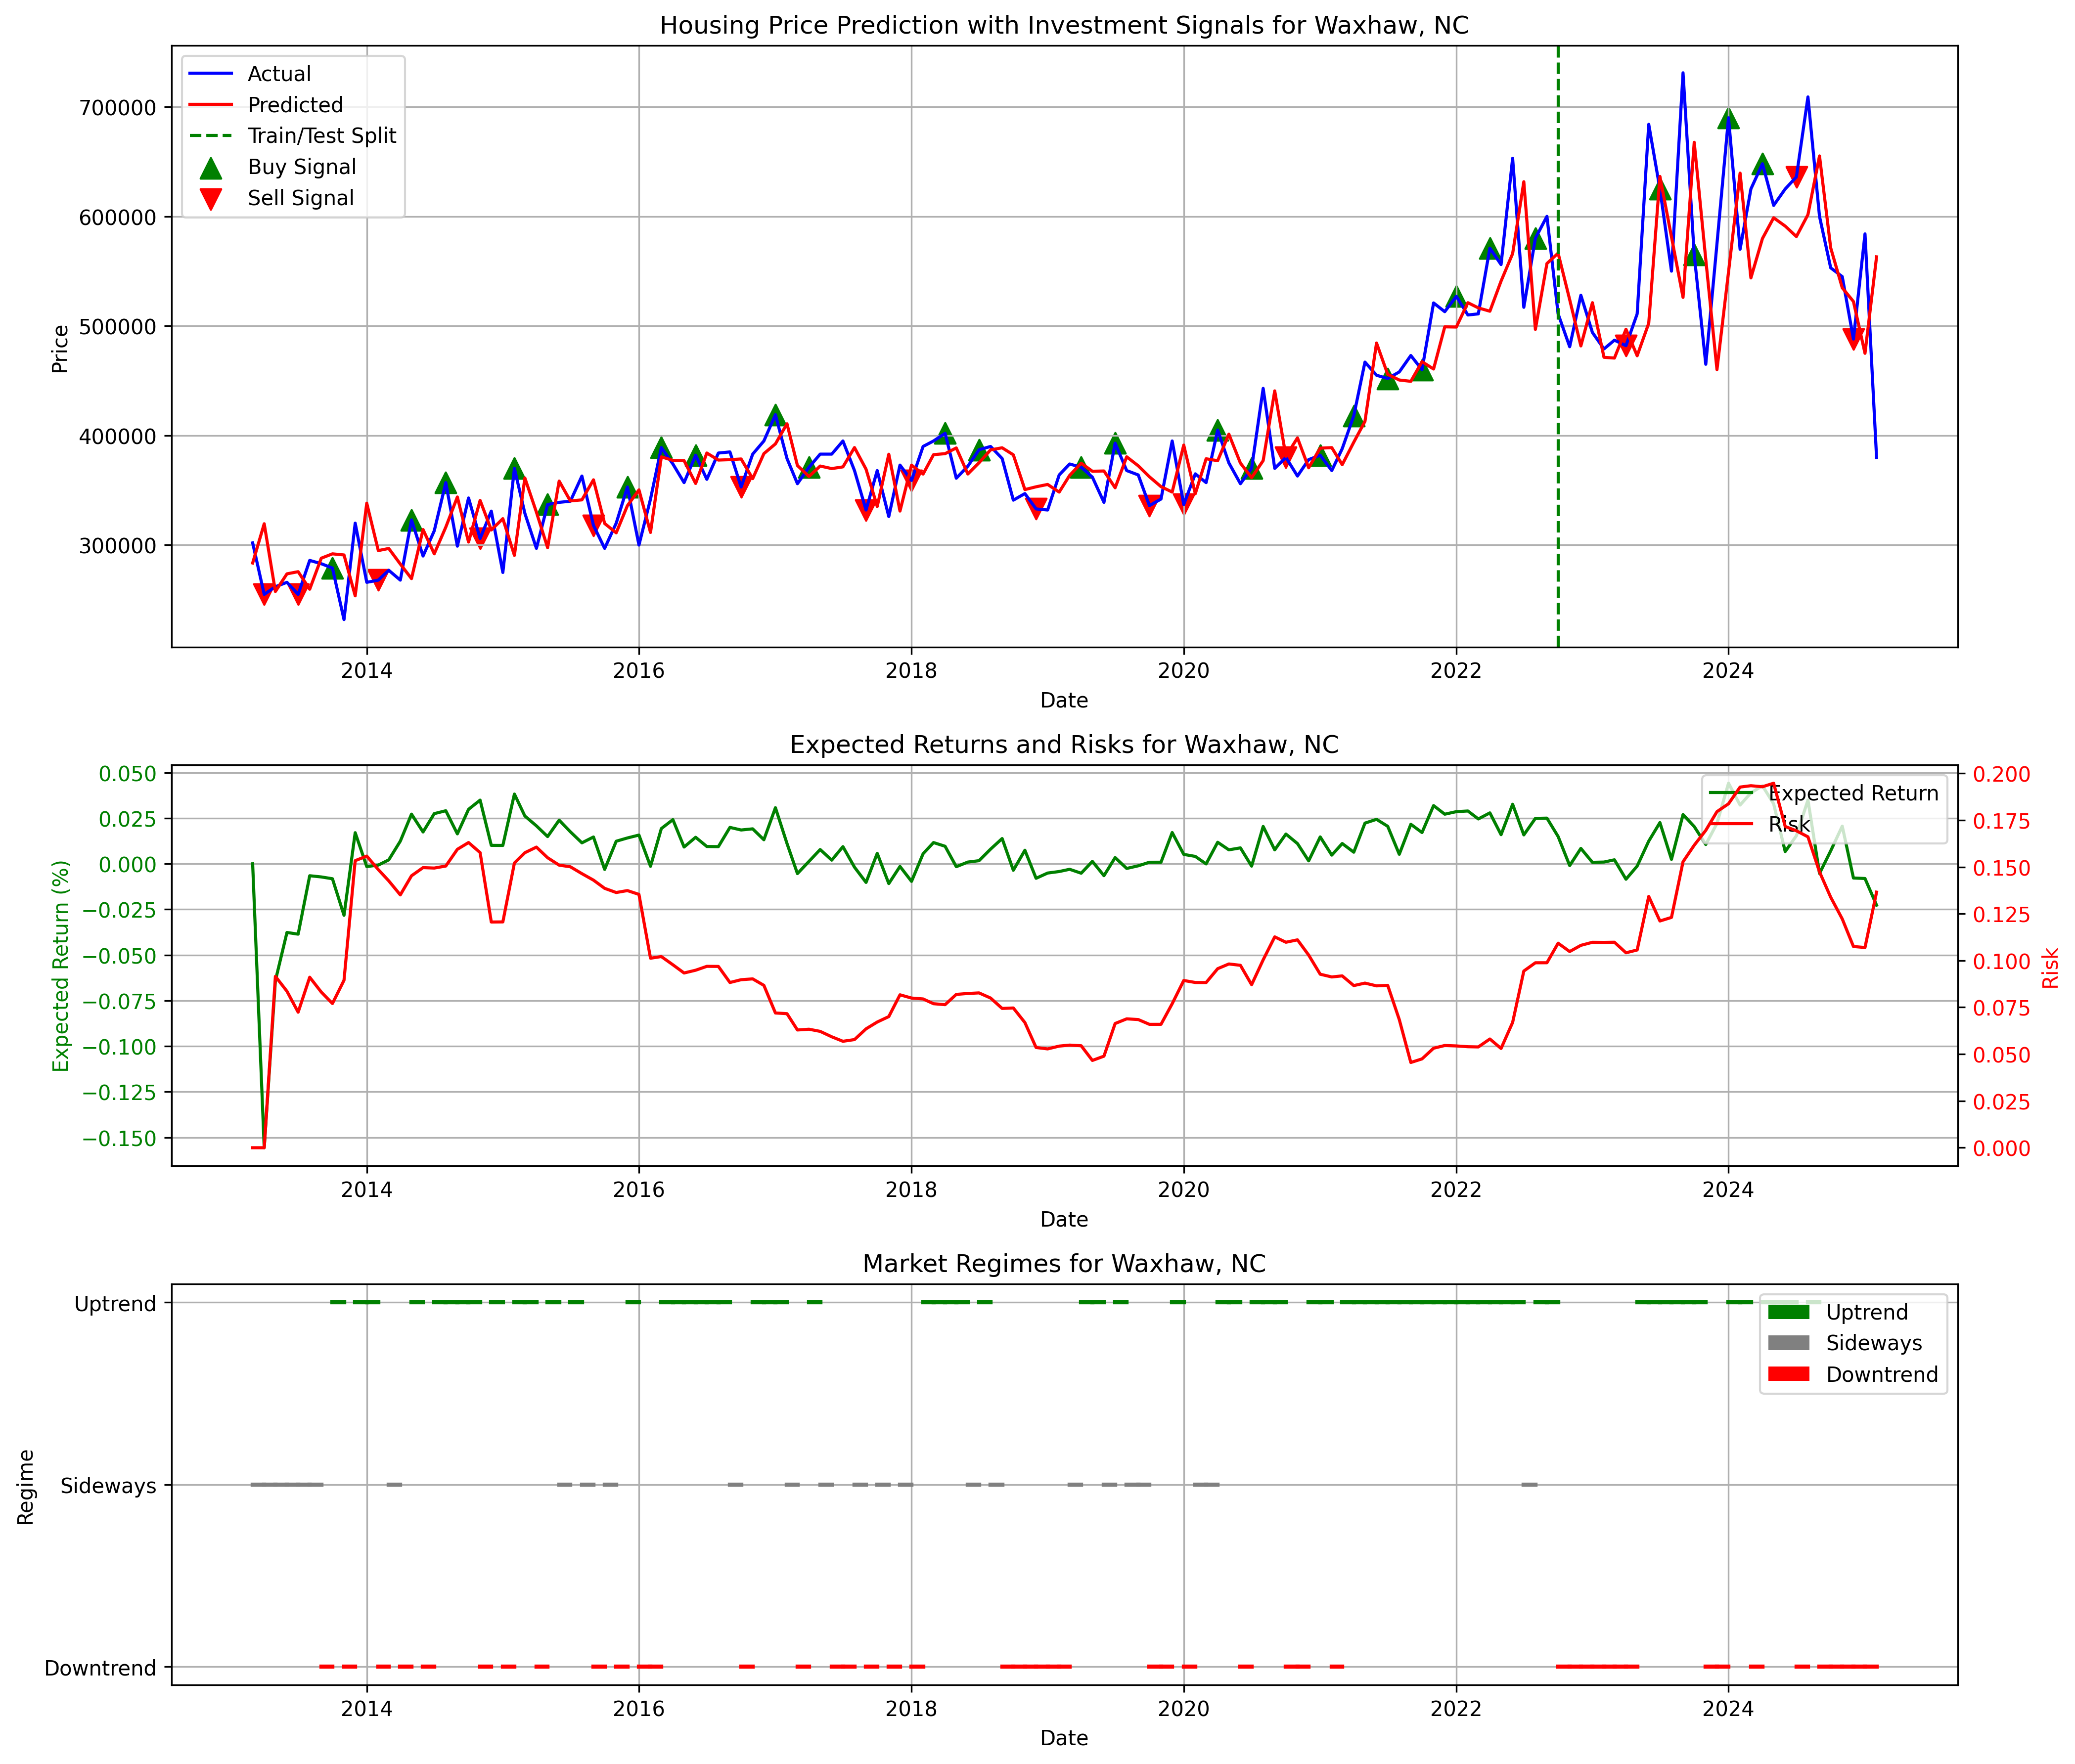 Housing Price Prediction with Investment Signals for Waxhaw, NC
Actual
Predicted
Train/Test Split
Buy Signal
Sell Signal
Price
700000
600000
500000
400000
300000
2014 2016 2018 2020 2022 2024
Date
Expected Returns and Risks for Waxhaw, NC
Expected Return
Risk
Expected Return (%)
0.050
0.025
0.000
−0.025
−0.050
−0.075
−0.100
−0.125
−0.150
Risk
0.200
0.175
0.150
0.125
0.100
0.075
0.050
0.025
0.000
2014 2016 2018 2020 2022 2024
Date
Market Regimes for Waxhaw, NC
Uptrend
Sideways
Downtrend
Regime
Uptrend
Sideways
Downtrend
2014 2016 2018 2020 2022 2024
Date